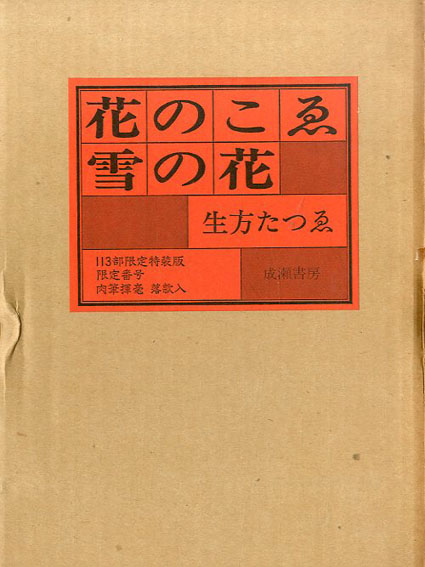 花のこゑ
雪の花
生方たつゑ
113部限定特装版
限定番号
肉筆揮毫 落款入
成瀬書房